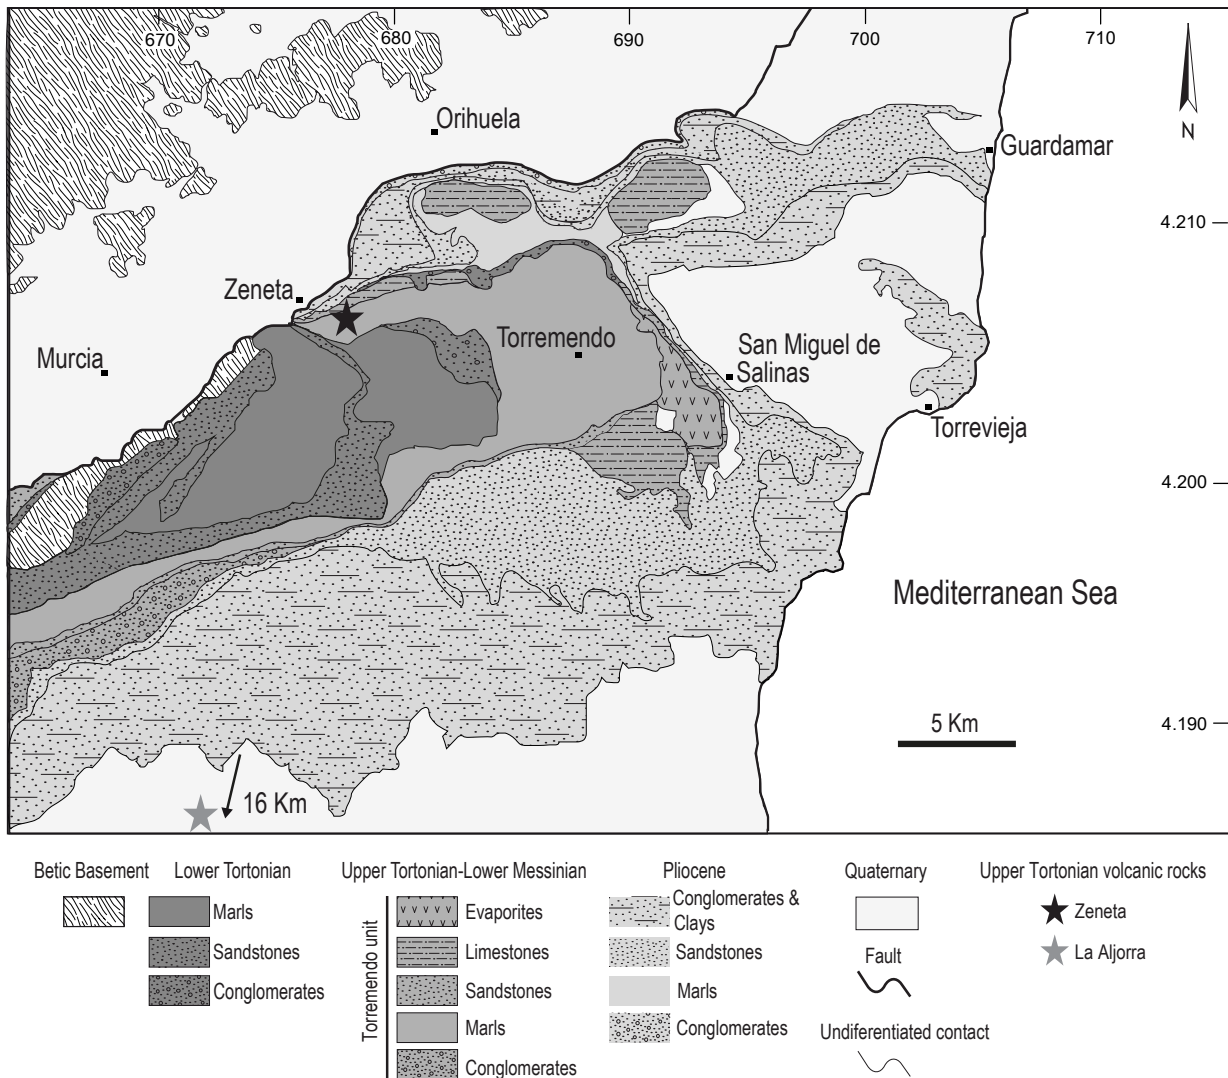 670
680
690
700
710
Orihuela
N
Guardamar
4.210
Zeneta
Murcia
Torremendo
San Miguel de
Salinas
Torrevieja
4.200
Mediterranean Sea
5 Km
4.190
16 Km
Betic Basement
Lower Tortonian
Marls
Sandstones
Conglomerates
Upper Tortonian-Lower Messinian
Torremendo unit
Evaporites
Limestones
Sandstones
Marls
Conglomerates
Pliocene
Conglomerates &
Clays
Sandstones
Marls
Conglomerates
Quaternary
Fault
Undiferentiated contact
Upper Tortonian volcanic rocks
Zeneta
La Aljorra